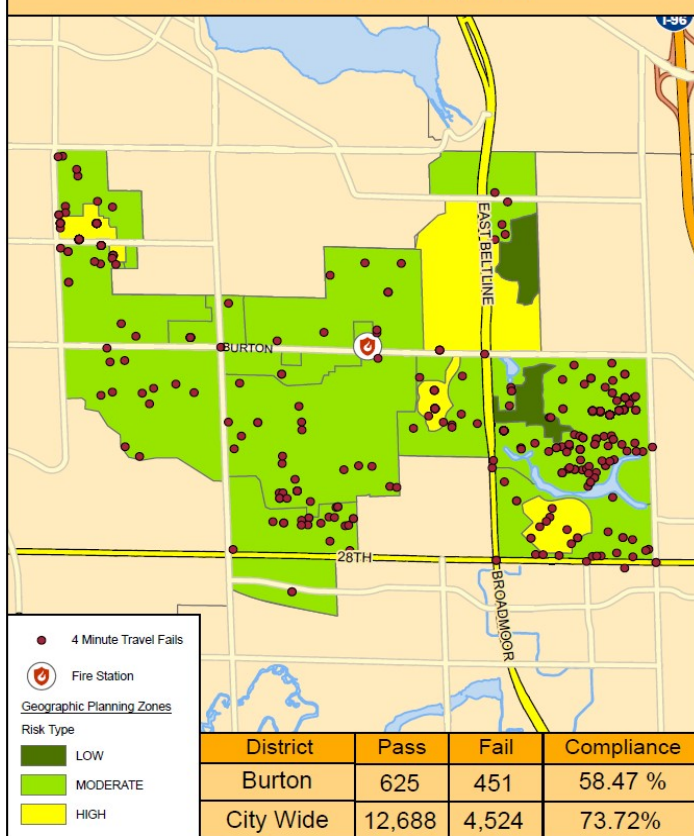 I-96
EAST BELTLINE
BURTON
28TH
BROADMOOR
4 Minute Travel Fails
Fire Station
Geographic Planning Zones
Risk Type
LOW
MODERATE
HIGH
District Pass Fail Compliance
Burton 625 451 58.47 %
City Wide 12,688 4,524 73.72%